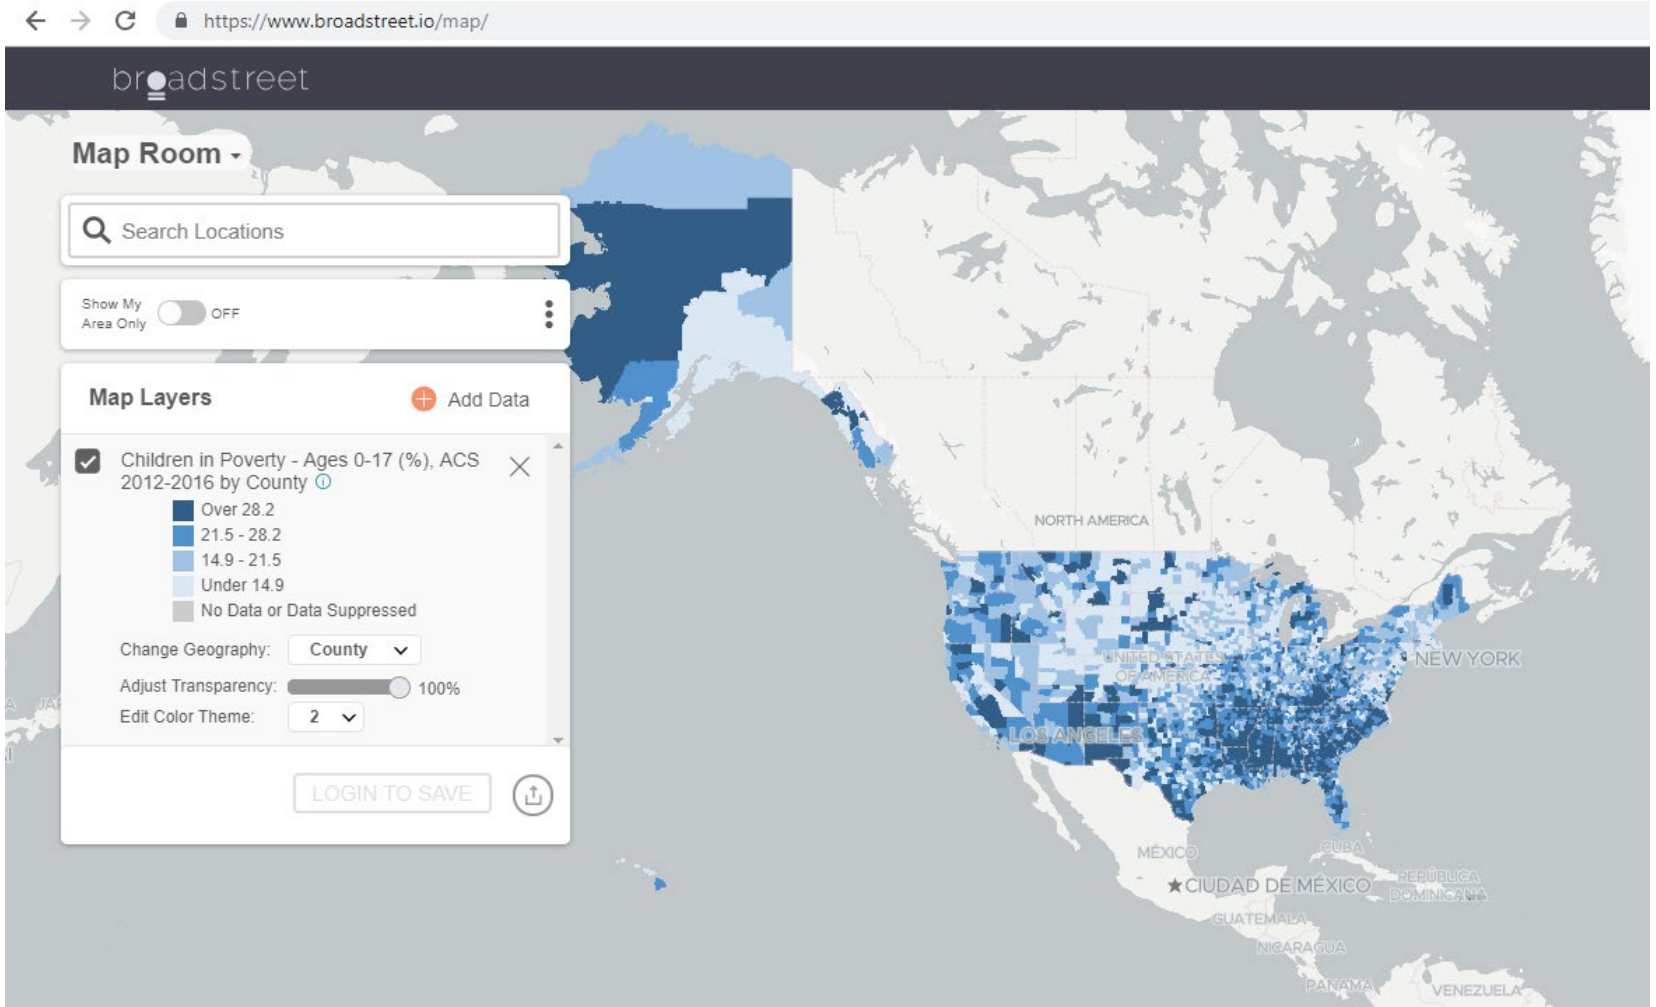 https://www.broadstreet.io/map/
broadstreet
Map Room
Search Locations
Show My
Area Only
OFF
Map Layers
Add Data
Children in Poverty - Ages 0-17 (%), ACS
2012-2016 by County
Over 28.2
21.5 - 28.2
14.9 - 21.5
Under 14.9
No Data or Data Suppressed
Change Geography: County
Adjust Transparency: 100%
Edit Color Theme: 2
LOGIN TO SAVE
NORTH AMERICA
UNITED STATES
OF AMERICA
NEW YORK
LOS ANGELES
MÉXICO
CUBA
CIUDAD DE MÉXICO
REPÚBLICA
DOMINICANA
GUATEMALA
NICARAGUA
PANAMA
VENEZUELA